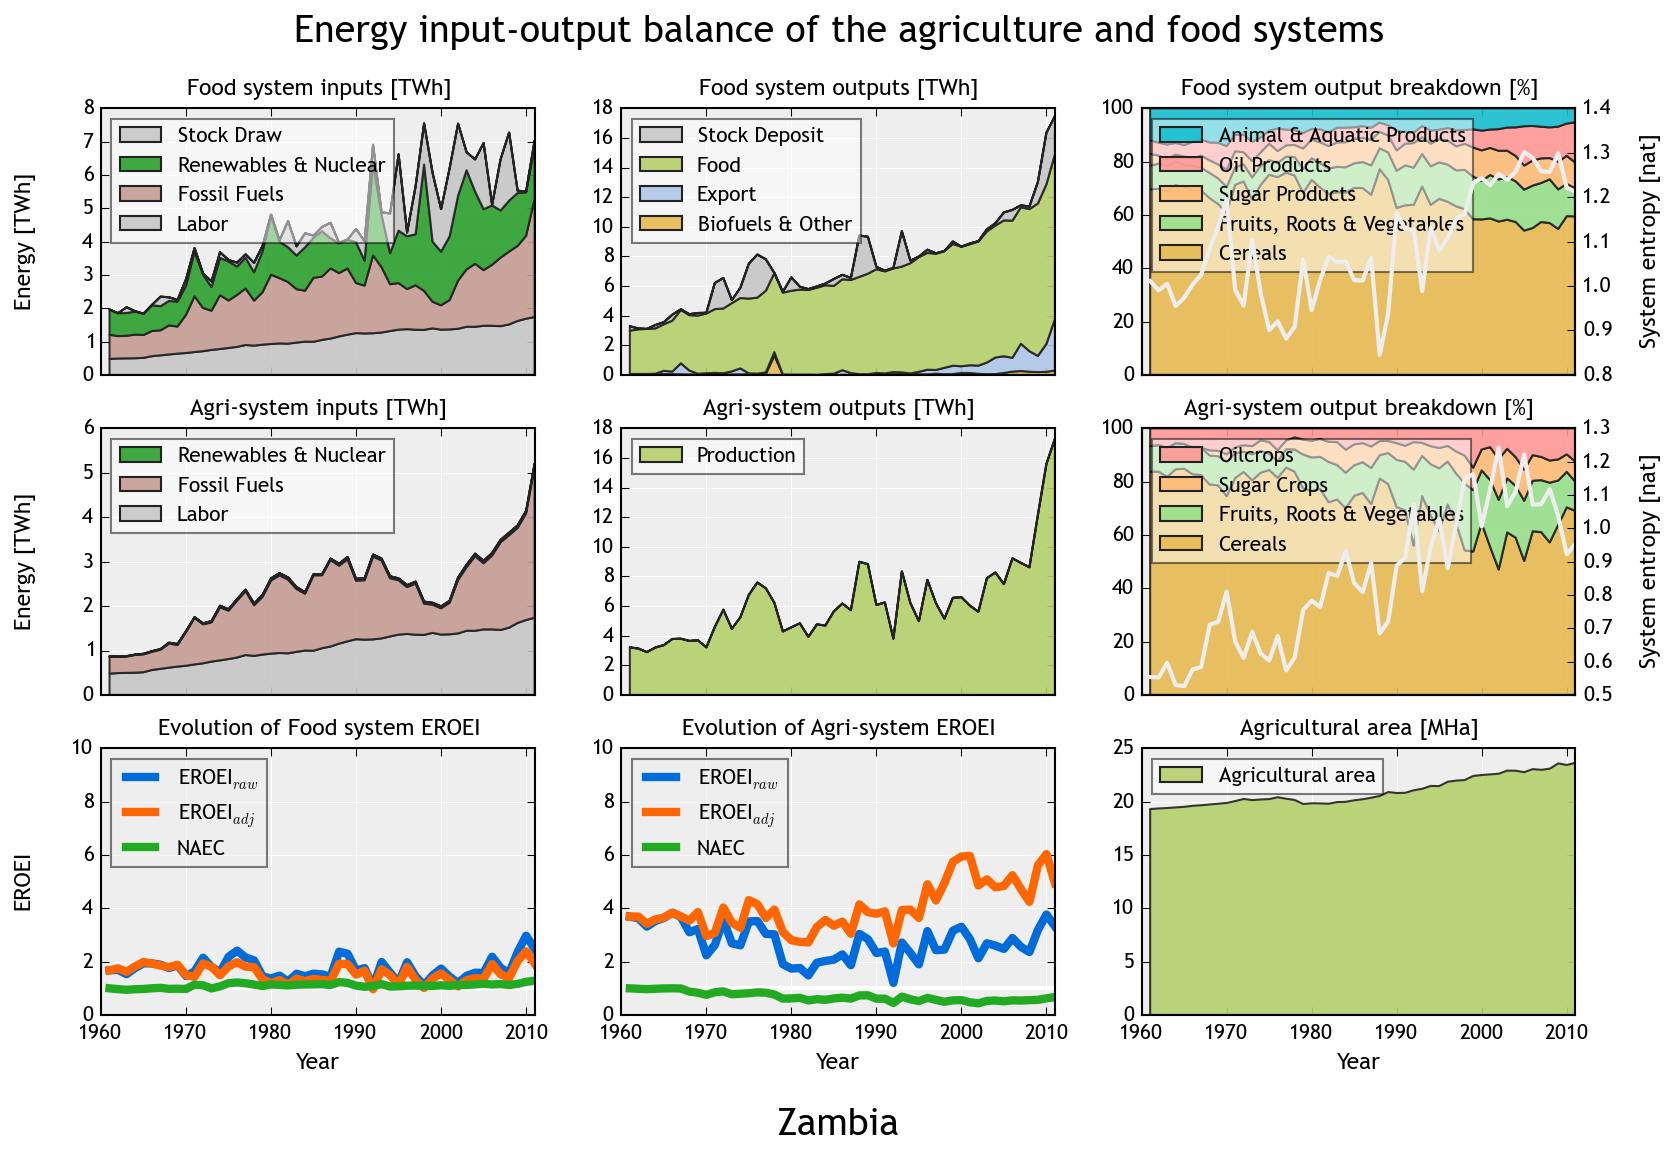 Energy input-output balance of the agriculture and food systems
Food system inputs [TWh]
Energy [TWh]
8
7
6
5
4
3
2
1
0
Stock Draw
Renewables & Nuclear
Fossil Fuels
Labor
Food system outputs [TWh]
18
16
14
12
10
8
6
4
2
0
Stock Deposit
Food
Export
Biofuels & Other
Food system output breakdown [%]
100
80
60
40
20
0
Animal & Aquatic Products
Oil Products
Sugar Products
Fruits, Roots & Vegetables
Cereals
1.4
1.3
1.2
1.1
1.0
0.9
0.8
System entropy [nat]
Agri-system inputs [TWh]
Energy [TWh]
6
5
4
3
2
1
0
Renewables & Nuclear
Fossil Fuels
Labor
Agri-system outputs [TWh]
18
16
14
12
10
8
6
4
2
0
Production
Agri-system output breakdown [%]
100
80
60
40
20
0
Oilcrops
Sugar Crops
Fruits, Roots & Vegetables
Cereals
1.3
1.2
1.1
1.0
0.9
0.8
0.7
0.6
0.5
System entropy [nat]
Evolution of Food system EROEI
EROEI
10
8
6
4
2
0
EROEI raw
EROEI adj
NAEC
1960 1970 1980 1990 2000 2010
Year
Evolution of Agri-system EROEI
10
8
6
4
2
0
EROEI raw
EROEI adj
NAEC
1960 1970 1980 1990 2000 2010
Year
Agricultural area [MHa]
25
20
15
10
5
0
Agricultural area
1960 1970 1980 1990 2000 2010
Year
Zambia